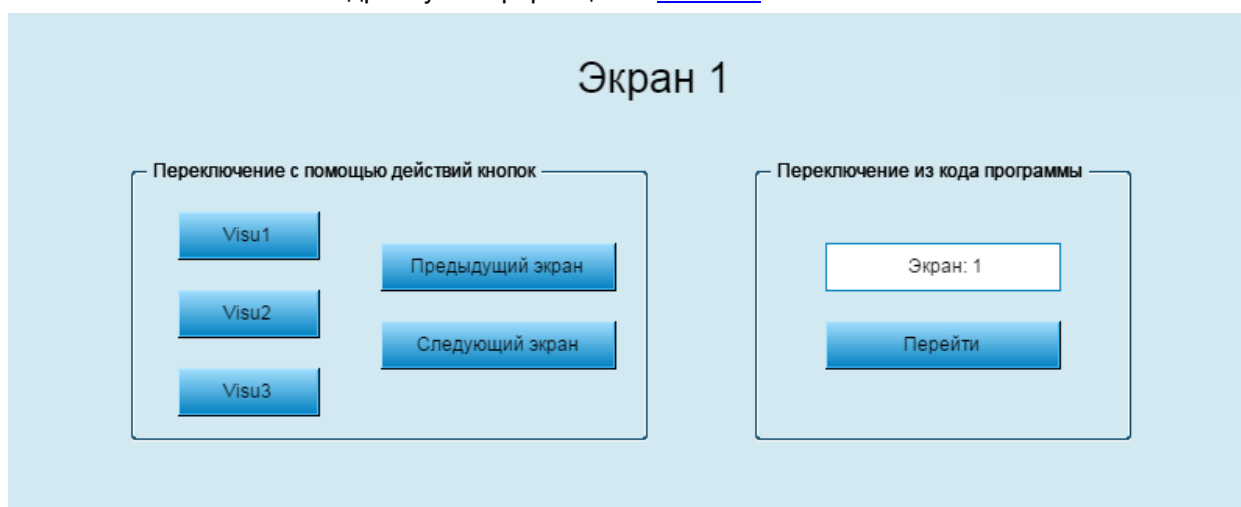 Экран 1
Переключение с помощью действий кнопок
Visu1
Visu2
Visu3
Предыдущий экран
Следующий экран
Переключение из кода программы
Экран: 1
Перейти